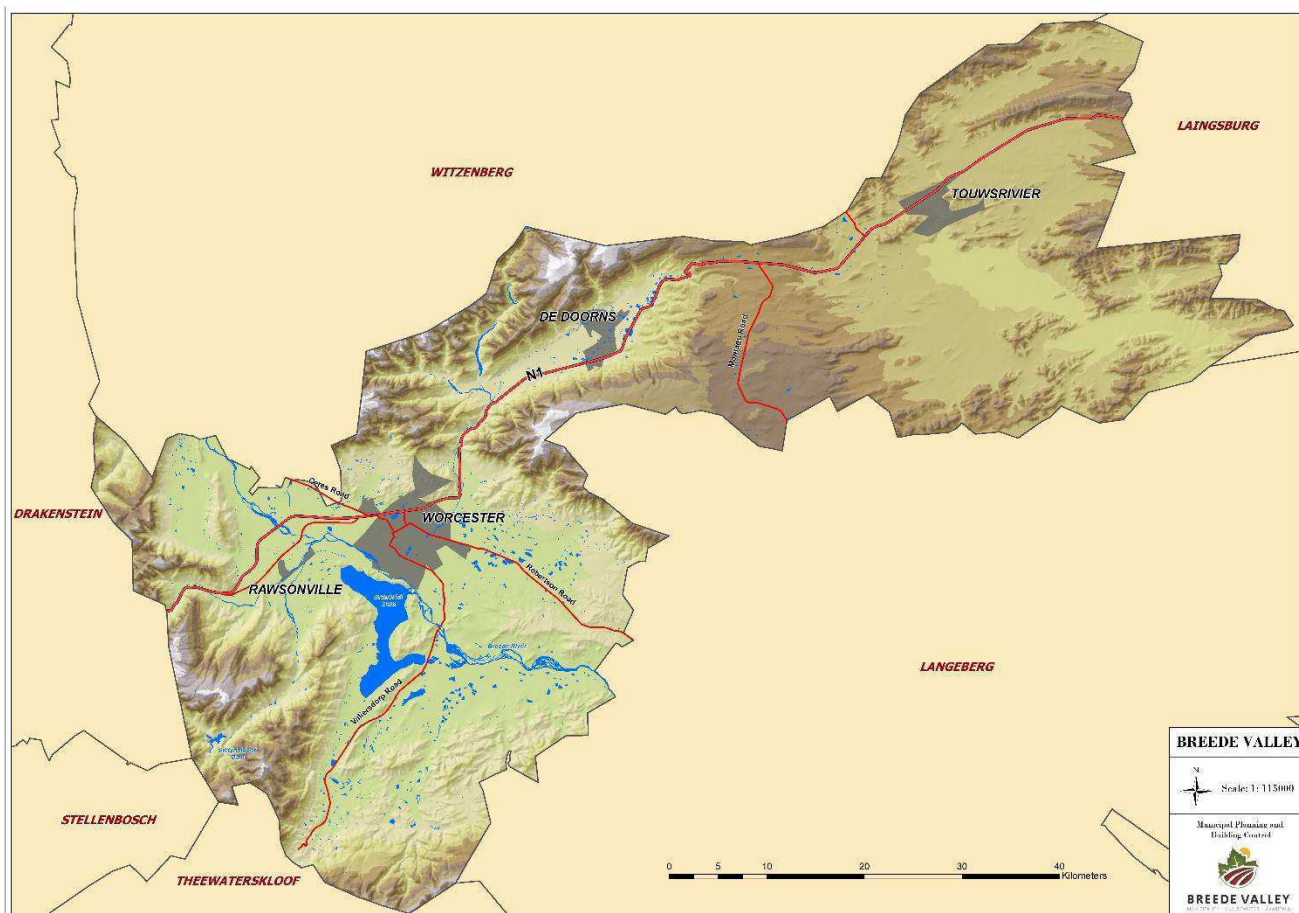 LAINGSBURG
WITZENBERG
TOUWSRIVIER
DE DOORNS
N1
Ceres Road
DRAKENSTEIN
WORCESTER
RAWSONVILLE
Robertson Road
Breede River
LANGEBERG
Villiersdorp Road
Dam
STELLENBOSCH
THEEWATERSKLOOF
0 5 10 20 30 40
Kilometers
BREEDE VALLEY
N
Scale: 1: 115000
Municipal Planning and
Building Control
BREEDE VALLEY